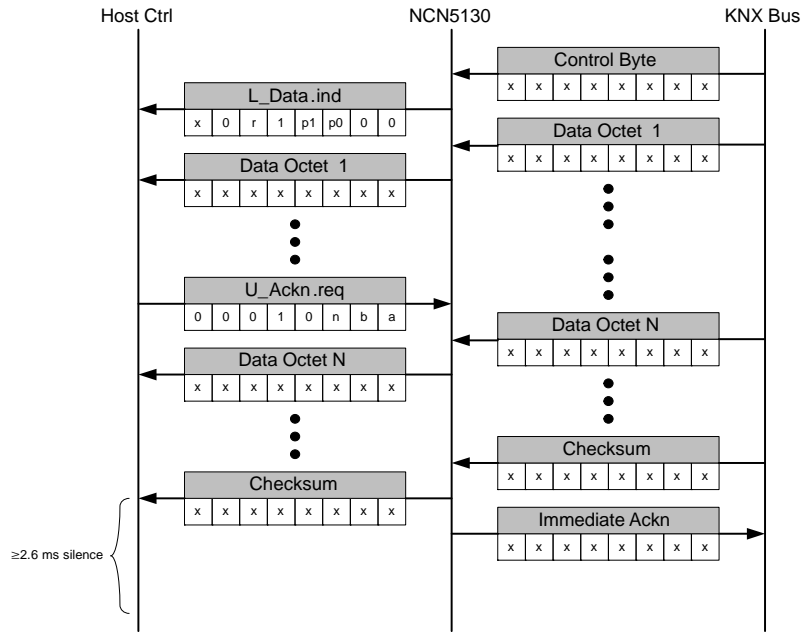 Host Ctrl NCN5130 KNX Bus
Control Byte
x x x x x x x x
L_Data.ind
x 0 r 1 p1 p0 0 0
Data Octet 1
x x x x x x x x
Data Octet 1
x x x x x x x x
U_Ackn.req
0 0 0 1 0 n b a
Data Octet N
x x x x x x x x
Data Octet N
x x x x x x x x
Checksum
x x x x x x x x
Checksum
x x x x x x x x
Immediate Ackn
x x x x x x x x
≥2.6 ms silence